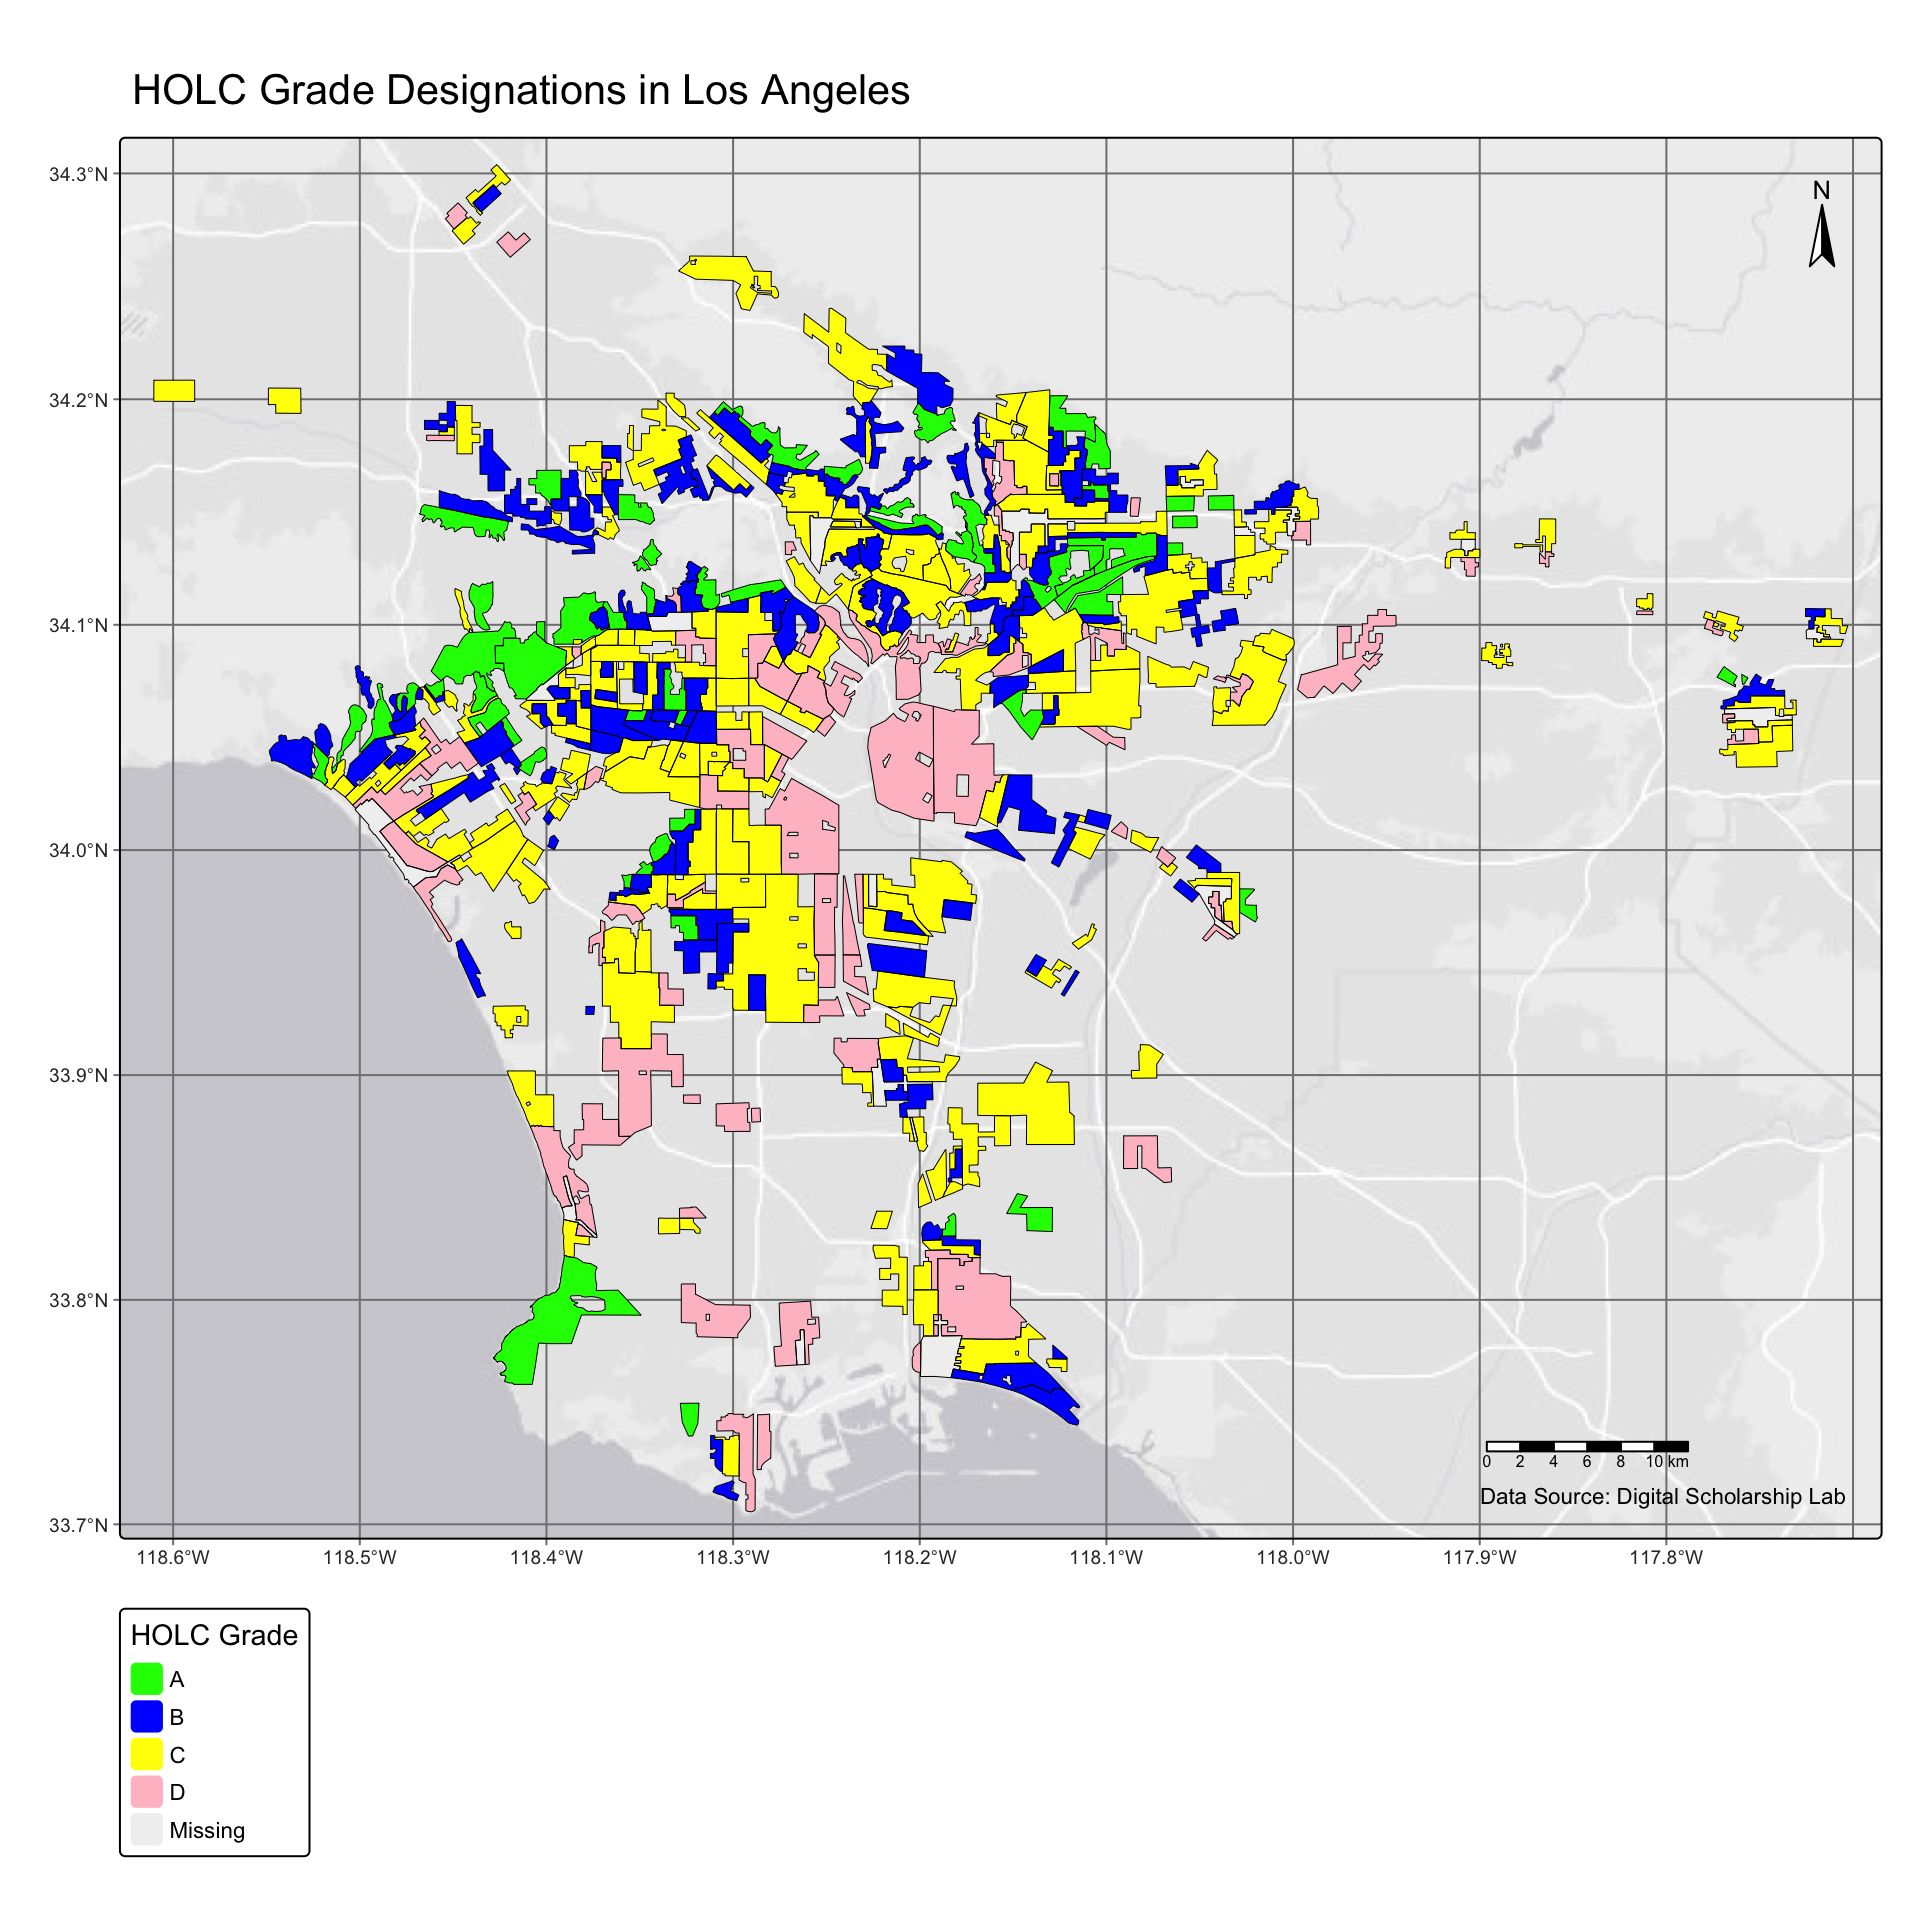 HOLC Grade Designations in Los Angeles
34.3°N
34.2°N
34.1°N
34.0°N
33.9°N
33.8°N
33.7°N
N
0 2 4 6 8 10 km
Data Source: Digital Scholarship Lab
118.6°W 118.5°W 118.4°W 118.3°W 118.2°W 118.1°W 118.0°W 117.9°W 117.8°W
HOLC Grade
A
B
C
D
Missing